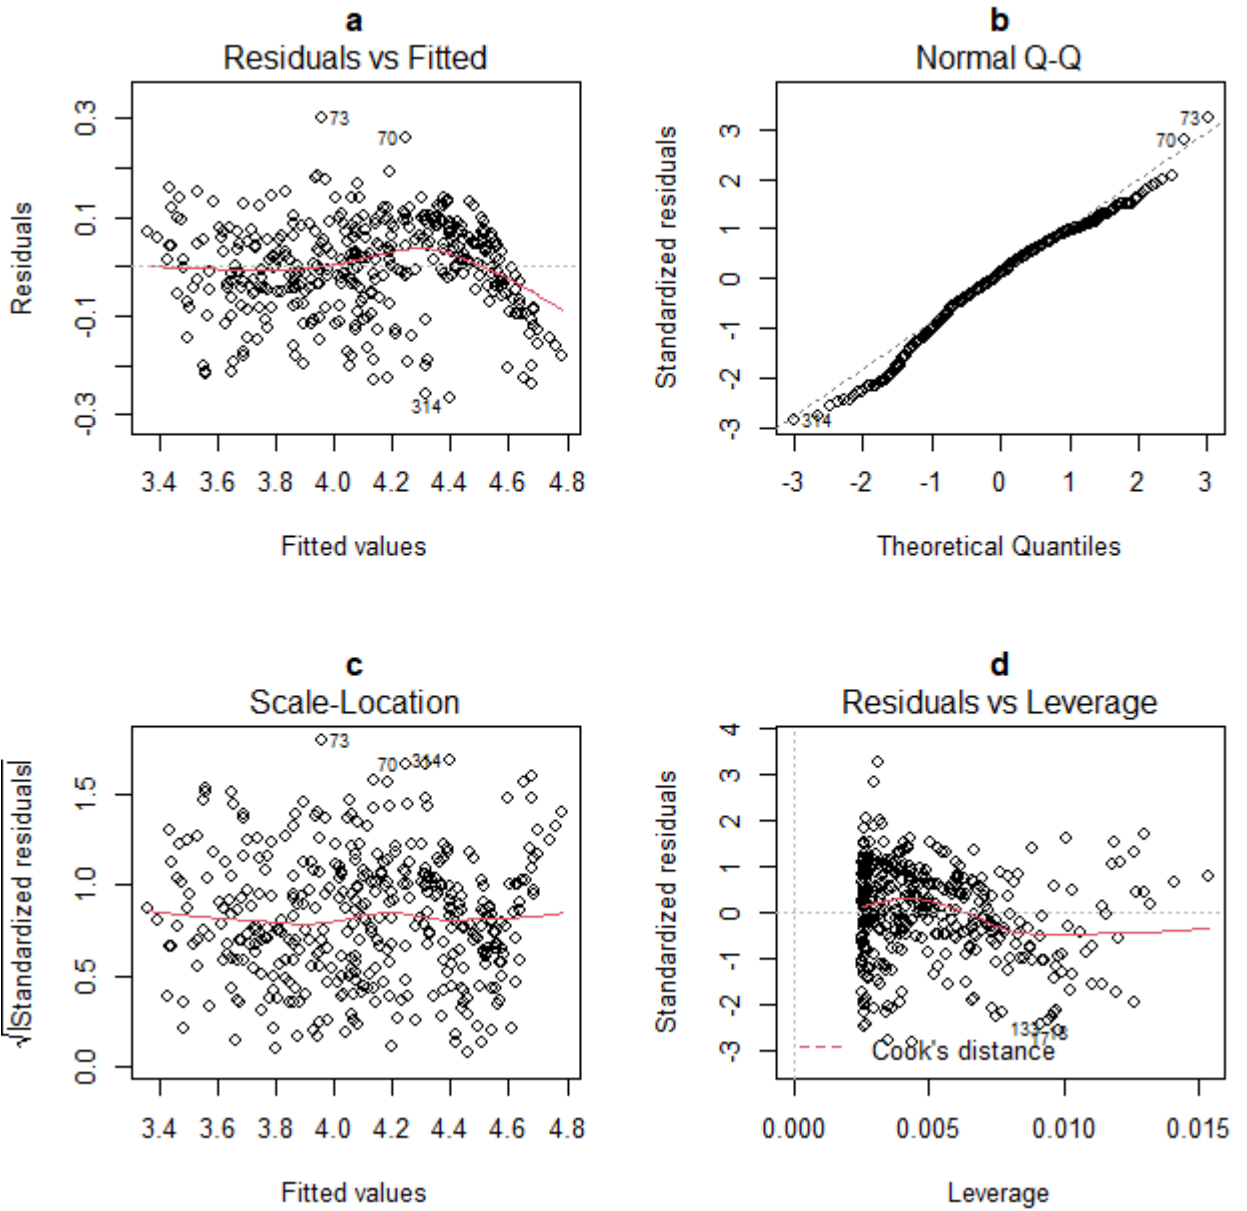 a
Residuals vs Fitted
0.3
0.1
-0.1
-0.3
Residuals
73
70
314
3.4 3.6 3.8 4.0 4.2 4.4 4.6 4.8
Fitted values
b
Normal Q-Q
3
2
1
0
-1
-2
-3
Standardized residuals
73
70
314
-3 -2 -1 0 1 2 3
Theoretical Quantiles
c
Scale-Location
1.5
1.0
0.5
0.0
√|Standardized residuals|
73
70
314
3.4 3.6 3.8 4.0 4.2 4.4 4.6 4.8
Fitted values
d
Residuals vs Leverage
4
3
2
1
0
-1
-2
-3
Standardized residuals
Cook's distance
0.000 0.005 0.010 0.015
Leverage